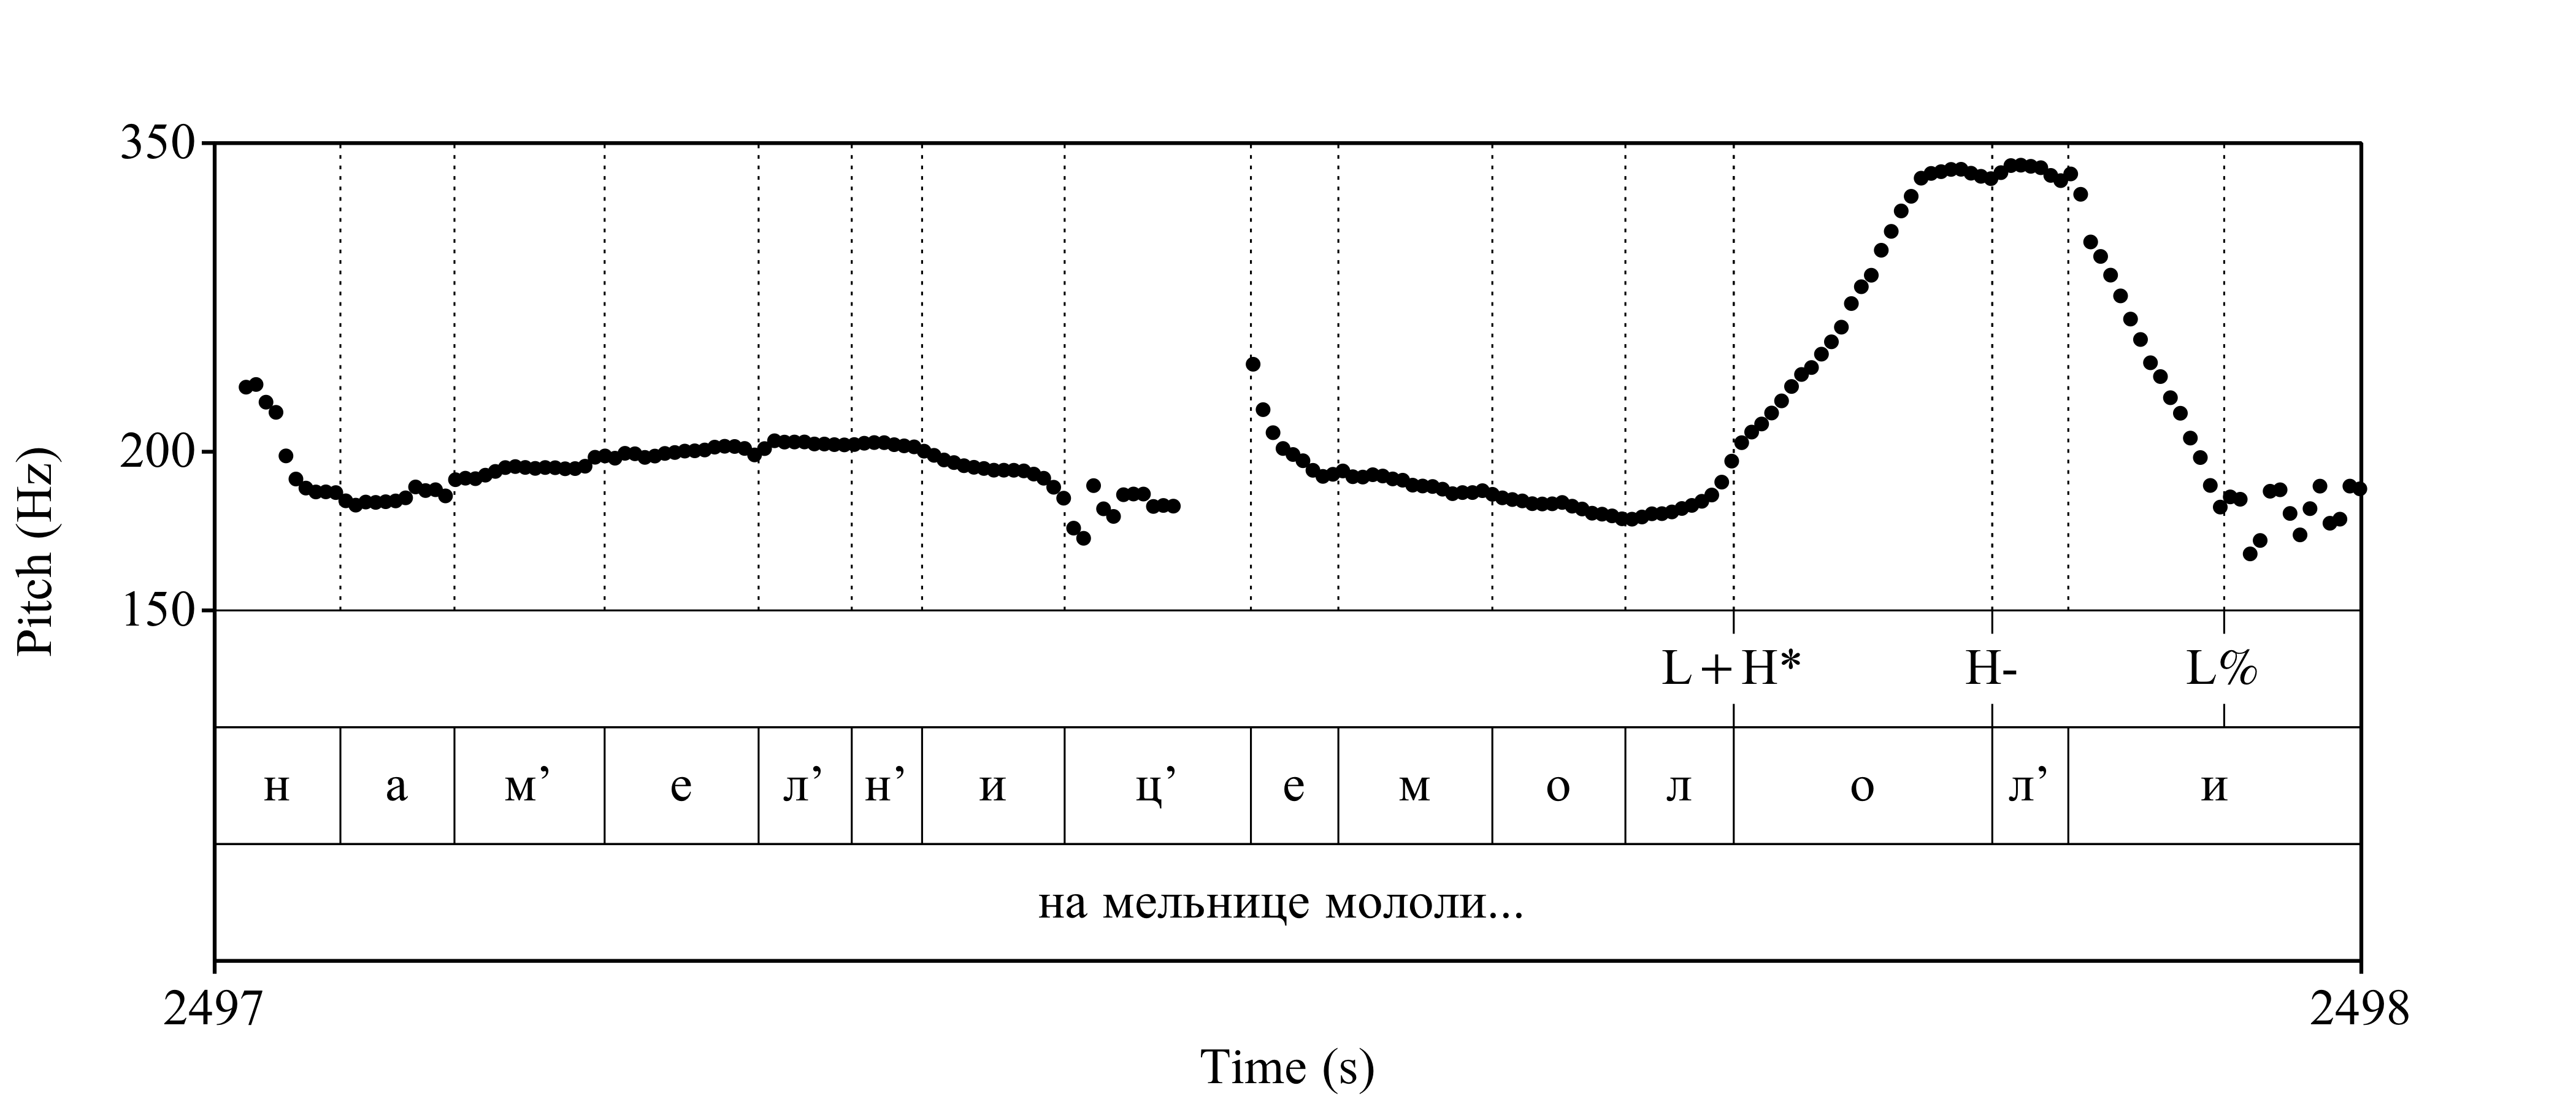 350
200
150
Pitch (Hz)
L+H* H- L%
н а м’ е л’ н’ и ц’ е м о л о л’ и
на мельнице мололи...
2497 2498
Time (s)